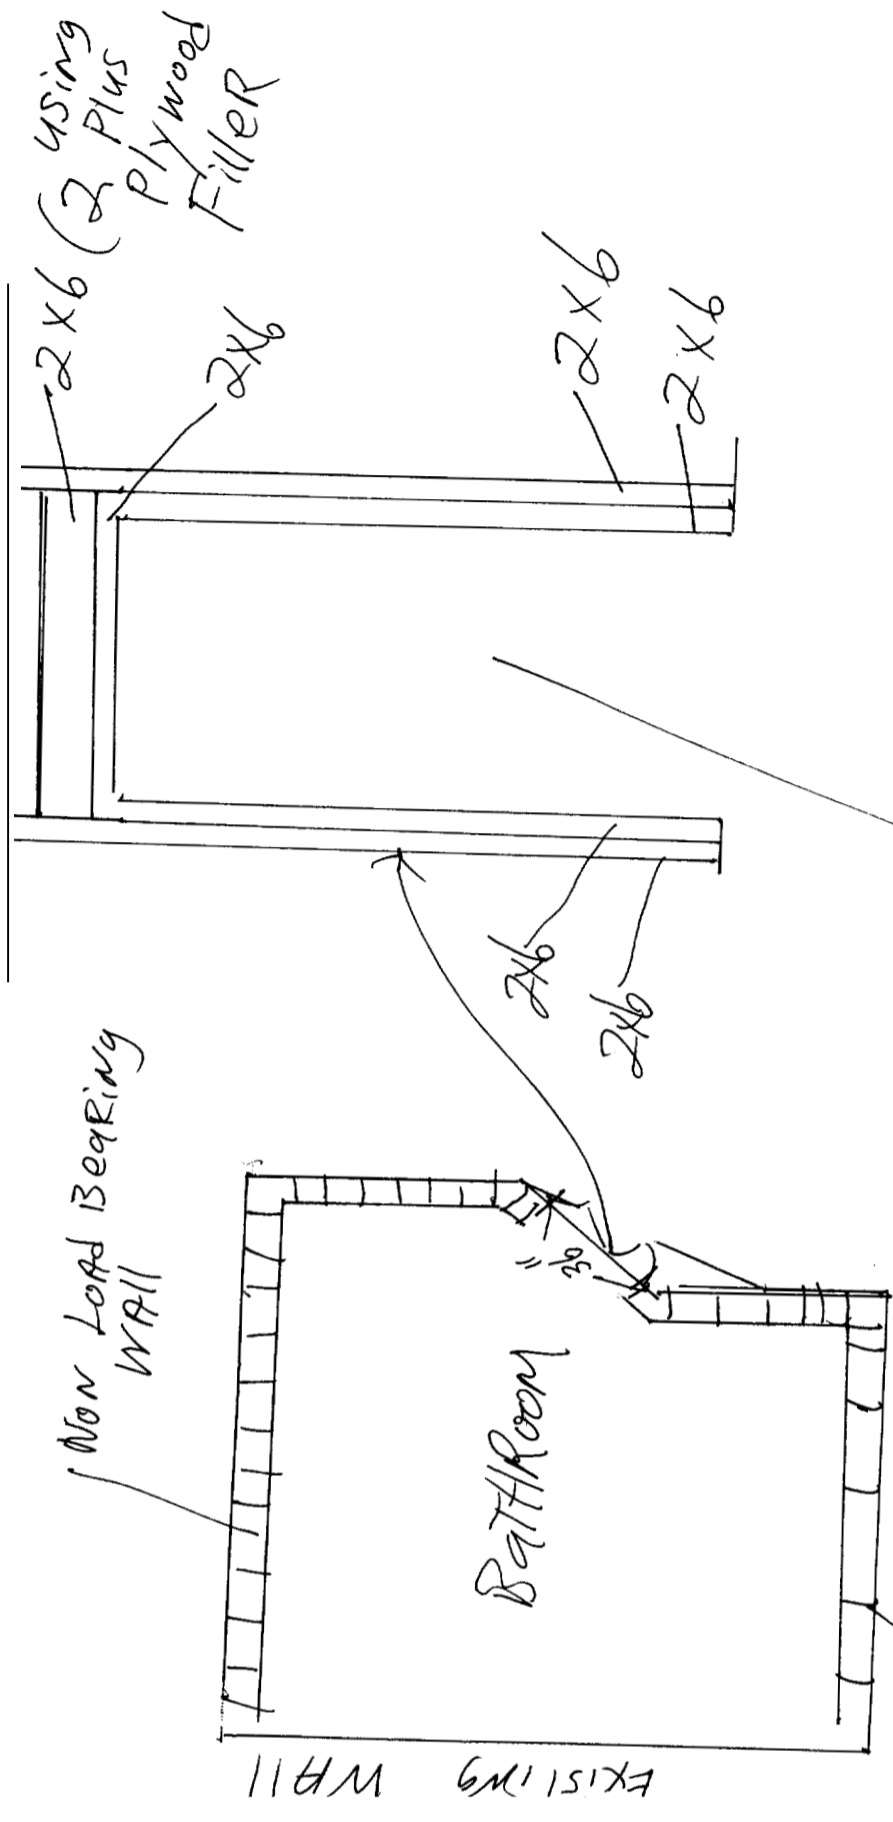 2x6 (2 using
Plus
Plywood
FilleR
2x6
2x6
2x6
2x6
2x6
NON LOAD BEARING
WAll
36"
BATHROOM
EXISTING WAll